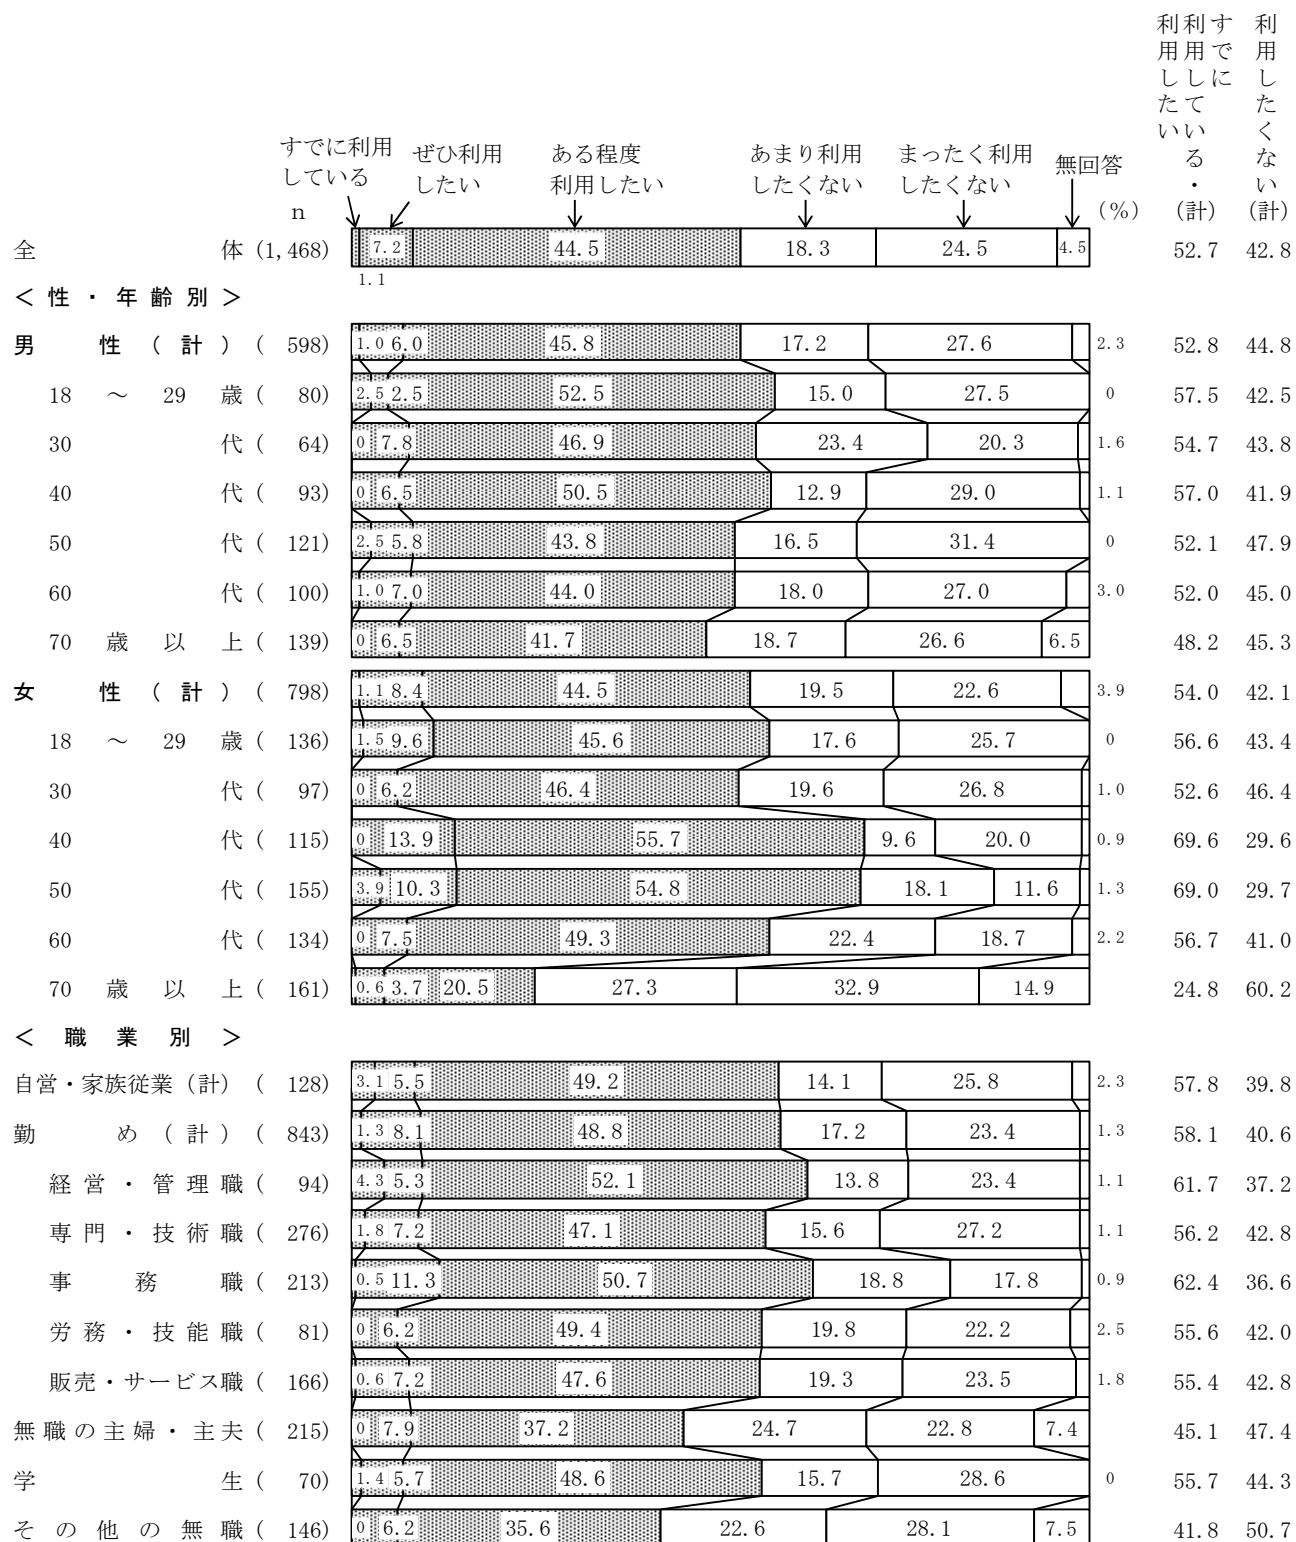 すでに利用している・利用したい
利用したくない
すでに利用している
ぜひ利用したい
ある程度利用したい
あまり利用したくない
まったく利用したくない
無回答
n (%) (計) (計)
全体 (1,468) 1.1 7.2 44.5 18.3 24.5 4.5 52.7 42.8
＜性・年齢別＞
男性（計） ( 598) 1.0 6.0 45.8 17.2 27.6 2.3 52.8 44.8
18～29歳 ( 80) 2.5 2.5 52.5 15.0 27.5 0 57.5 42.5
30代 ( 64) 0 7.8 46.9 23.4 20.3 1.6 54.7 43.8
40代 ( 93) 0 6.5 50.5 12.9 29.0 1.1 57.0 41.9
50代 ( 121) 2.5 5.8 43.8 16.5 31.4 0 52.1 47.9
60代 ( 100) 1.0 7.0 44.0 18.0 27.0 3.0 52.0 45.0
70歳以上 ( 139) 0 6.5 41.7 18.7 26.6 6.5 48.2 45.3
女性（計） ( 798) 1.1 8.4 44.5 19.5 22.6 3.9 54.0 42.1
18～29歳 ( 136) 1.5 9.6 45.6 17.6 25.7 0 56.6 43.4
30代 ( 97) 0 6.2 46.4 19.6 26.8 1.0 52.6 46.4
40代 ( 115) 0 13.9 55.7 9.6 20.0 0.9 69.6 29.6
50代 ( 155) 3.9 10.3 54.8 18.1 11.6 1.3 69.0 29.7
60代 ( 134) 0 7.5 49.3 22.4 18.7 2.2 56.7 41.0
70歳以上 ( 161) 0.6 3.7 20.5 27.3 32.9 14.9 24.8 60.2
＜職業別＞
自営・家族従業（計） ( 128) 3.1 5.5 49.2 14.1 25.8 2.3 57.8 39.8
勤め（計） ( 843) 1.3 8.1 48.8 17.2 23.4 1.3 58.1 40.6
経営・管理職 ( 94) 4.3 5.3 52.1 13.8 23.4 1.1 61.7 37.2
専門・技術職 ( 276) 1.8 7.2 47.1 15.6 27.2 1.1 56.2 42.8
事務職 ( 213) 0.5 11.3 50.7 18.8 17.8 0.9 62.4 36.6
労務・技能職 ( 81) 0 6.2 49.4 19.8 22.2 2.5 55.6 42.0
販売・サービス職 ( 166) 0.6 7.2 47.6 19.3 23.5 1.8 55.4 42.8
無職の主婦・主夫 ( 215) 0 7.9 37.2 24.7 22.8 7.4 45.1 47.4
学生 ( 70) 1.4 5.7 48.6 15.7 28.6 0 55.7 44.3
その他の無職 ( 146) 0 6.2 35.6 22.6 28.1 7.5 41.8 50.7